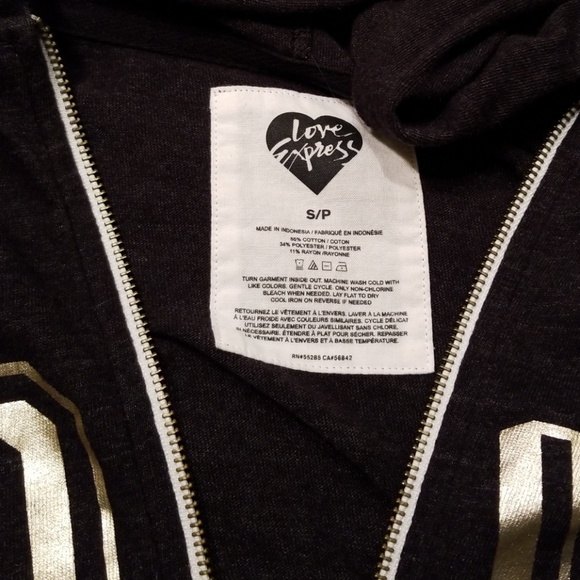 Love
Express
S/P
MADE IN INDONESIA / FABRIQUÉ EN INDONÉSIE
55% COTTON / COTON
34% POLYESTER / POLYESTER
11% RAYON /RAYONNE
TURN GARMENT INSIDE OUT. MACHINE WASH COLD WITH
LIKE COLORS. GENTLE CYCLE. ONLY NON-CHLORINE
BLEACH WHEN NEEDED. LAY FLAT TO DRY
COOL IRON ON REVERSE IF NEEDED
RETOURNEZ LE VÊTEMENT À L'ENVERS. LAVER À LA MACHINE
À L'EAU FROIDE AVEC COULEURS SIMILAIRES. CYCLE DÉLICAT
UTILISEZ SEULEMENT DU JAVELLISANT SANS CHLORE,
SI NÉCESSAIRE. ÉTENDRE À PLAT POUR SÉCHER. REPASSER
LE VÊTEMENT À L'ENVERS ET À BASSE TEMPÉRATURE.
RN#55285 CA#56842